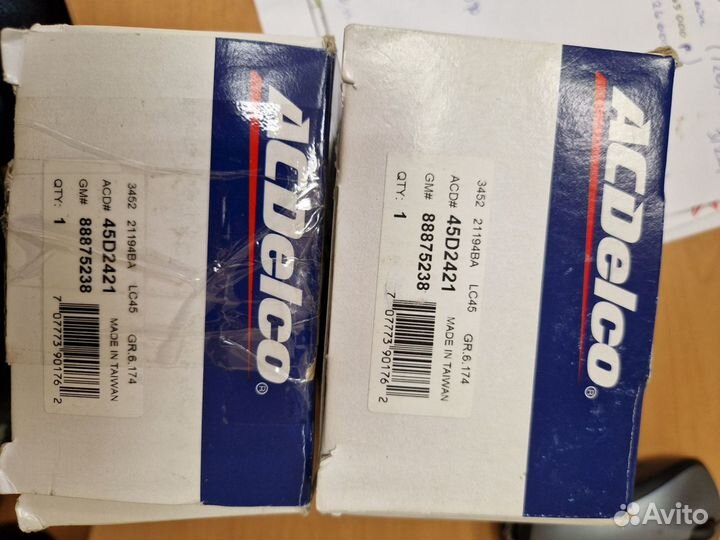 ACDelco®
3452 21194BA LC45 GR.6.174
ACD# 45D2421
GM# 88875238
QTY: 1
MADE IN TAIWAN
7 07773 90176 2
ACDelco®
3452 21194BA LC45 GR.6.174
ACD# 45D2421
GM# 88875238
QTY: 1
MADE IN TAIWAN
7 07773 90176 2
Avito